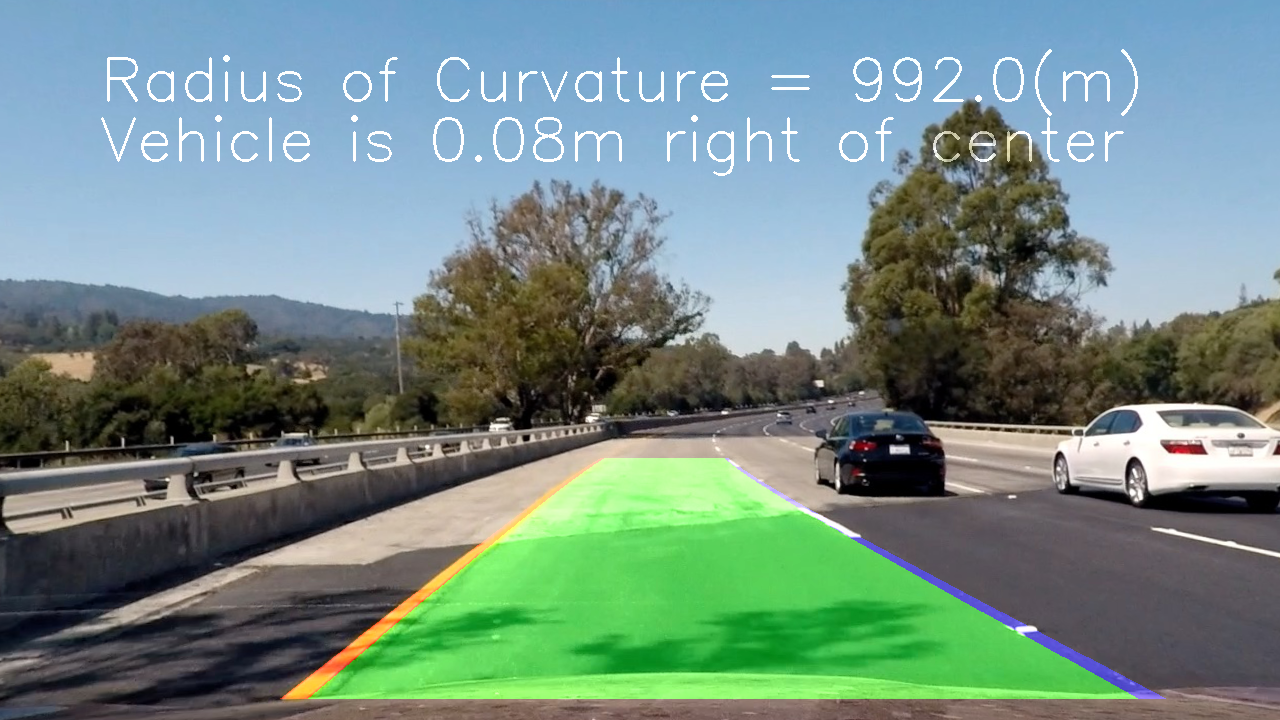 Radius of Curvature = 992.0(m)
Vehicle is 0.08m right of center